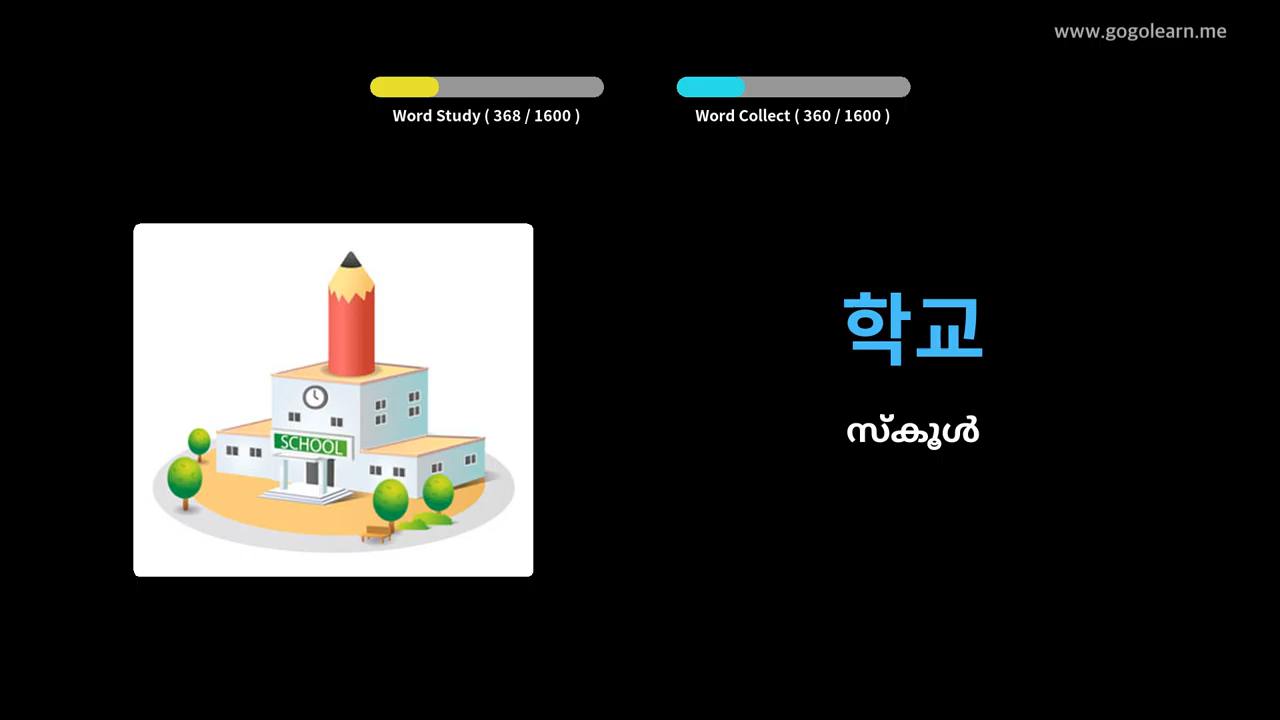 www.gogolearn.me
Word Study ( 368 / 1600 )
Word Collect ( 360 / 1600 )
SCHOOL
학교
സ്കൂൾ